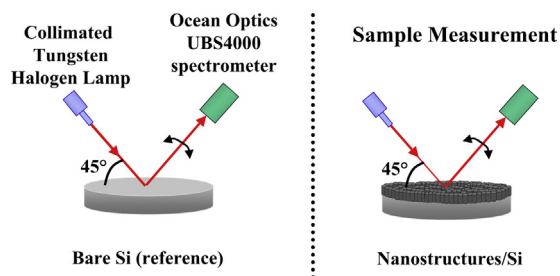 Collimated
Tungsten
Halogen Lamp
Ocean Optics
UBS4000
spectrometer
45°
Bare Si (reference)
Sample Measurement
45°
Nanostructures/Si